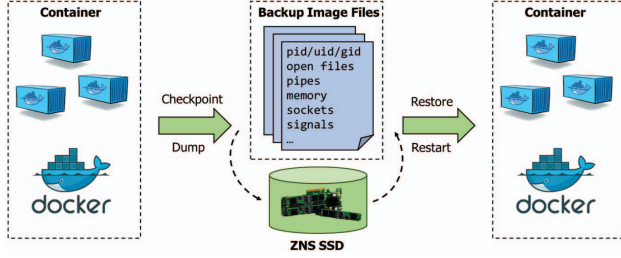 Container
Backup Image Files
Container
pid/uid/gid
open files
pipes
memory
sockets
signals
…
Checkpoint
Dump
Restore
Restart
docker
ZNS SSD
docker